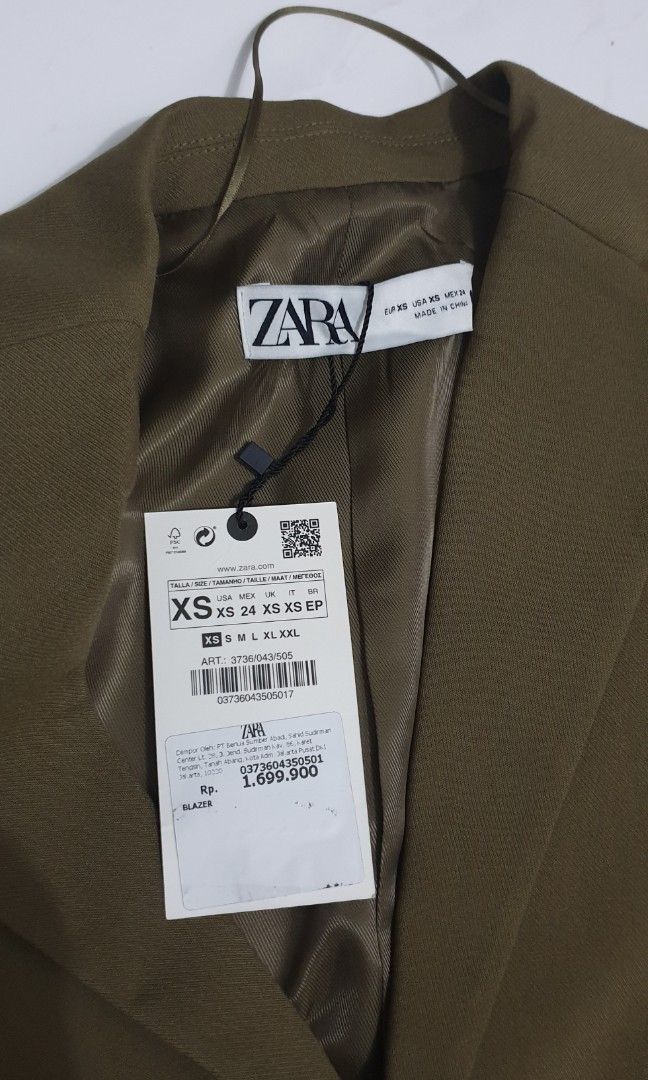 ZARA
EUR XS USA XS MEX 24
MADE IN CHINA
FSC
www.zara.com
TALLA / SIZE / TAMANHO / TAILLE / MAAT / ΜΕΓΕΘΟΣ
XS
USA MEX UK IT BR
XS 24 XS XS EP
XS S M L XL XXL
ART.: 3736/043/505
03736043505017
ZARA
Diimpor Oleh: PT Benua Sumber Abadi, Sahid Sudirman
Center Lt. 28, Jl. Jend. Sudirman Kav. 86, Karet
Tengsin, Tanah Abang, Kota Adm. Jakarta Pusat DKI
Jakarta, 10220
0373604350501
Rp. 1.699.900
BLAZER